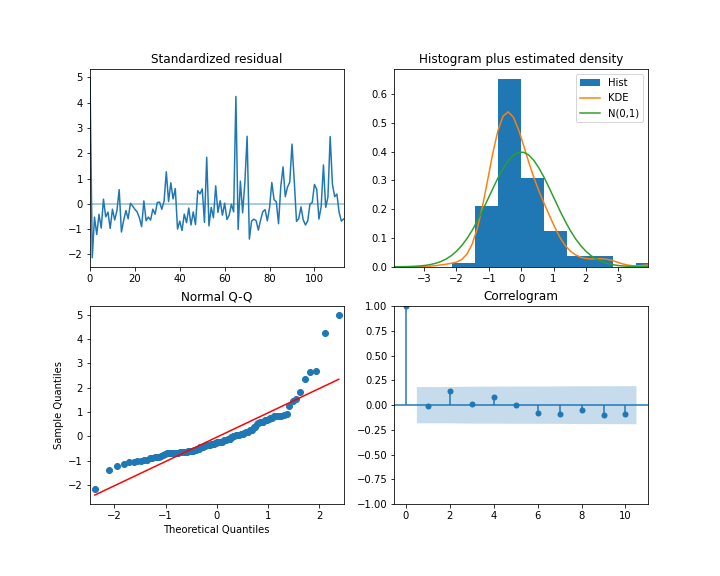 Standardized residual
5
4
3
2
1
0
−1
−2
0 20 40 60 80 100
Histogram plus estimated density
0.6
0.5
0.4
0.3
0.2
0.1
0.0
Hist
KDE
N(0,1)
−3 −2 −1 0 1 2 3
Normal Q-Q
Sample Quantiles
5
4
3
2
1
0
−1
−2
−2 −1 0 1 2
Theoretical Quantiles
Correlogram
1.00
0.75
0.50
0.25
0.00
−0.25
−0.50
−0.75
−1.00
0 2 4 6 8 10